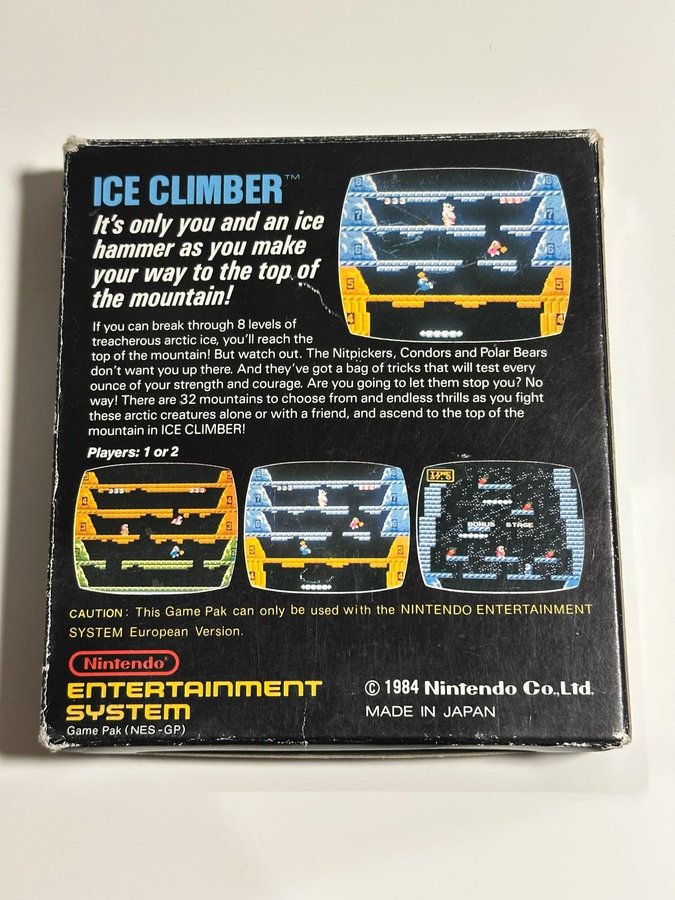 ICE CLIMBER™
It's only you and an ice
hammer as you make
your way to the top of
the mountain!
If you can break through 8 levels of
treacherous arctic ice, you'll reach the
top of the mountain! But watch out. The Nitpickers, Condors and Polar Bears
don't want you up there. And they've got a bag of tricks that will test every
ounce of your strength and courage. Are you going to let them stop you? No
way! There are 32 mountains to choose from and endless thrills as you fight
these arctic creatures alone or with a friend, and ascend to the top of the
mountain in ICE CLIMBER!
Players: 1 or 2
TIME
BONUS STAGE
CAUTION: This Game Pak can only be used with the NINTENDO ENTERTAINMENT
SYSTEM European Version.
Nintendo®
ENTERTAINMENT
SYSTEM
Game Pak (NES-GP)
© 1984 Nintendo Co.,Ltd.
MADE IN JAPAN